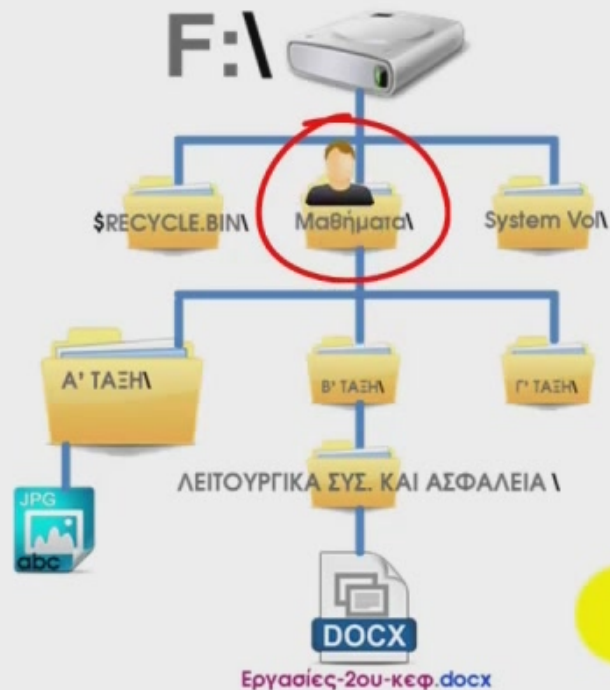 F:\
$RECYCLE.BIN\
Μαθήματα\
System Vol\
Α' ΤΑΞΗ\
Β' ΤΑΞΗ\
Γ' ΤΑΞΗ\
JPG
abc
ΛΕΙΤΟΥΡΓΙΚΑ ΣΥΣ. ΚΑΙ ΑΣΦΑΛΕΙΑ \
DOCX
Εργασίες-2ου-κεφ.docx